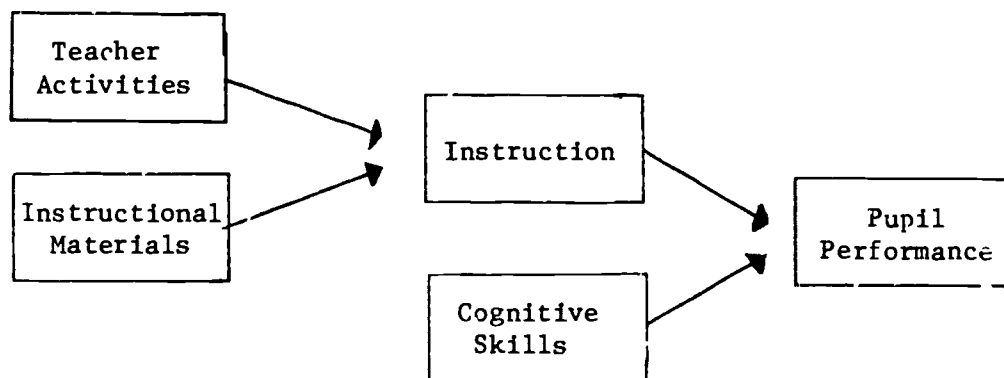 Teacher
Activities
Instructional
Materials
Instruction
Cognitive
Skills
Pupil
Performance